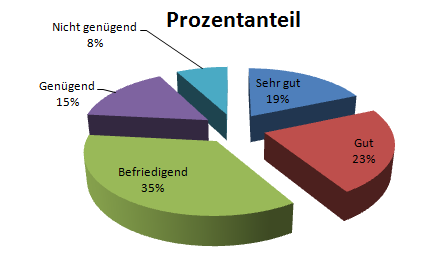 Prozentanteil
Nicht genügend
8%
Sehr gut
19%
Genügend
15%
Gut
23%
Befriedigend
35%